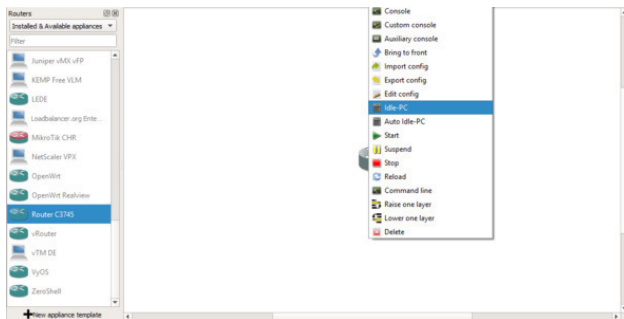 Routers
Installed & Available appliances
Filter
Juniper vMX vFP
KEMP Free VLM
LEDE
Loadbalancer.org Ente...
MikroTik CHR
NetScaler VPX
OpenWrt
OpenWrt Realview
Router C3745
vRouter
vTM DE
VyOS
ZeroShell
New appliance template
Console
Custom console
Auxiliary console
Bring to front
Import config
Export config
Edit config
Idle-PC
Auto Idle-PC
Start
Suspend
Stop
Reload
Command line
Raise one layer
Lower one layer
Delete